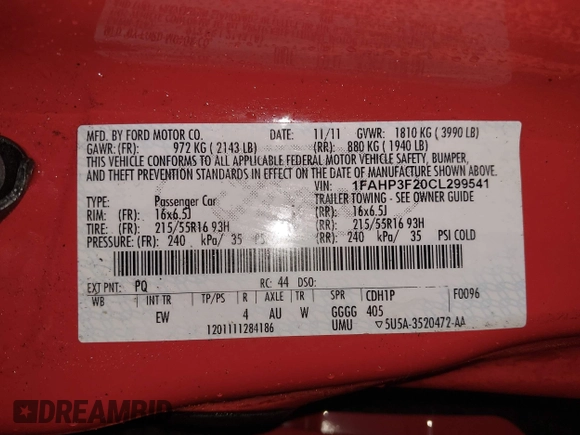 MFD. BY FORD MOTOR CO. DATE: 11/11 GVWR: 1810 KG ( 3990 LB)
GAWR: (FR): 972 KG ( 2143 LB) (RR): 880 KG ( 1940 LB)
THIS VEHICLE CONFORMS TO ALL APPLICABLE FEDERAL MOTOR VEHICLE SAFETY, BUMPER,
AND THEFT PREVENTION STANDARDS IN EFFECT ON THE DATE OF MANUFACTURE SHOWN ABOVE.
VIN: 1FAHP3F20CL299541
TYPE: Passenger Car TRAILER TOWING - SEE OWNER GUIDE
RIM: (FR) 16x6.5J (RR): 16x6.5J
TIRE: (FR) 215/55R16 93H (RR): 215/55R16 93H
PRESSURE: (FR) 240 kPa/ 35 PSI COLD (RR): 240 kPa/ 35 PSI COLD
EXT PNT: PQ RC: 44 DSO:
WB INT TR TP/PS R AXLE TR SPR CDH1P F0096
EW 4 AU W GGGG 405
1201111284186 UMU ▽5U5A-3520472-AA
DREAMBID